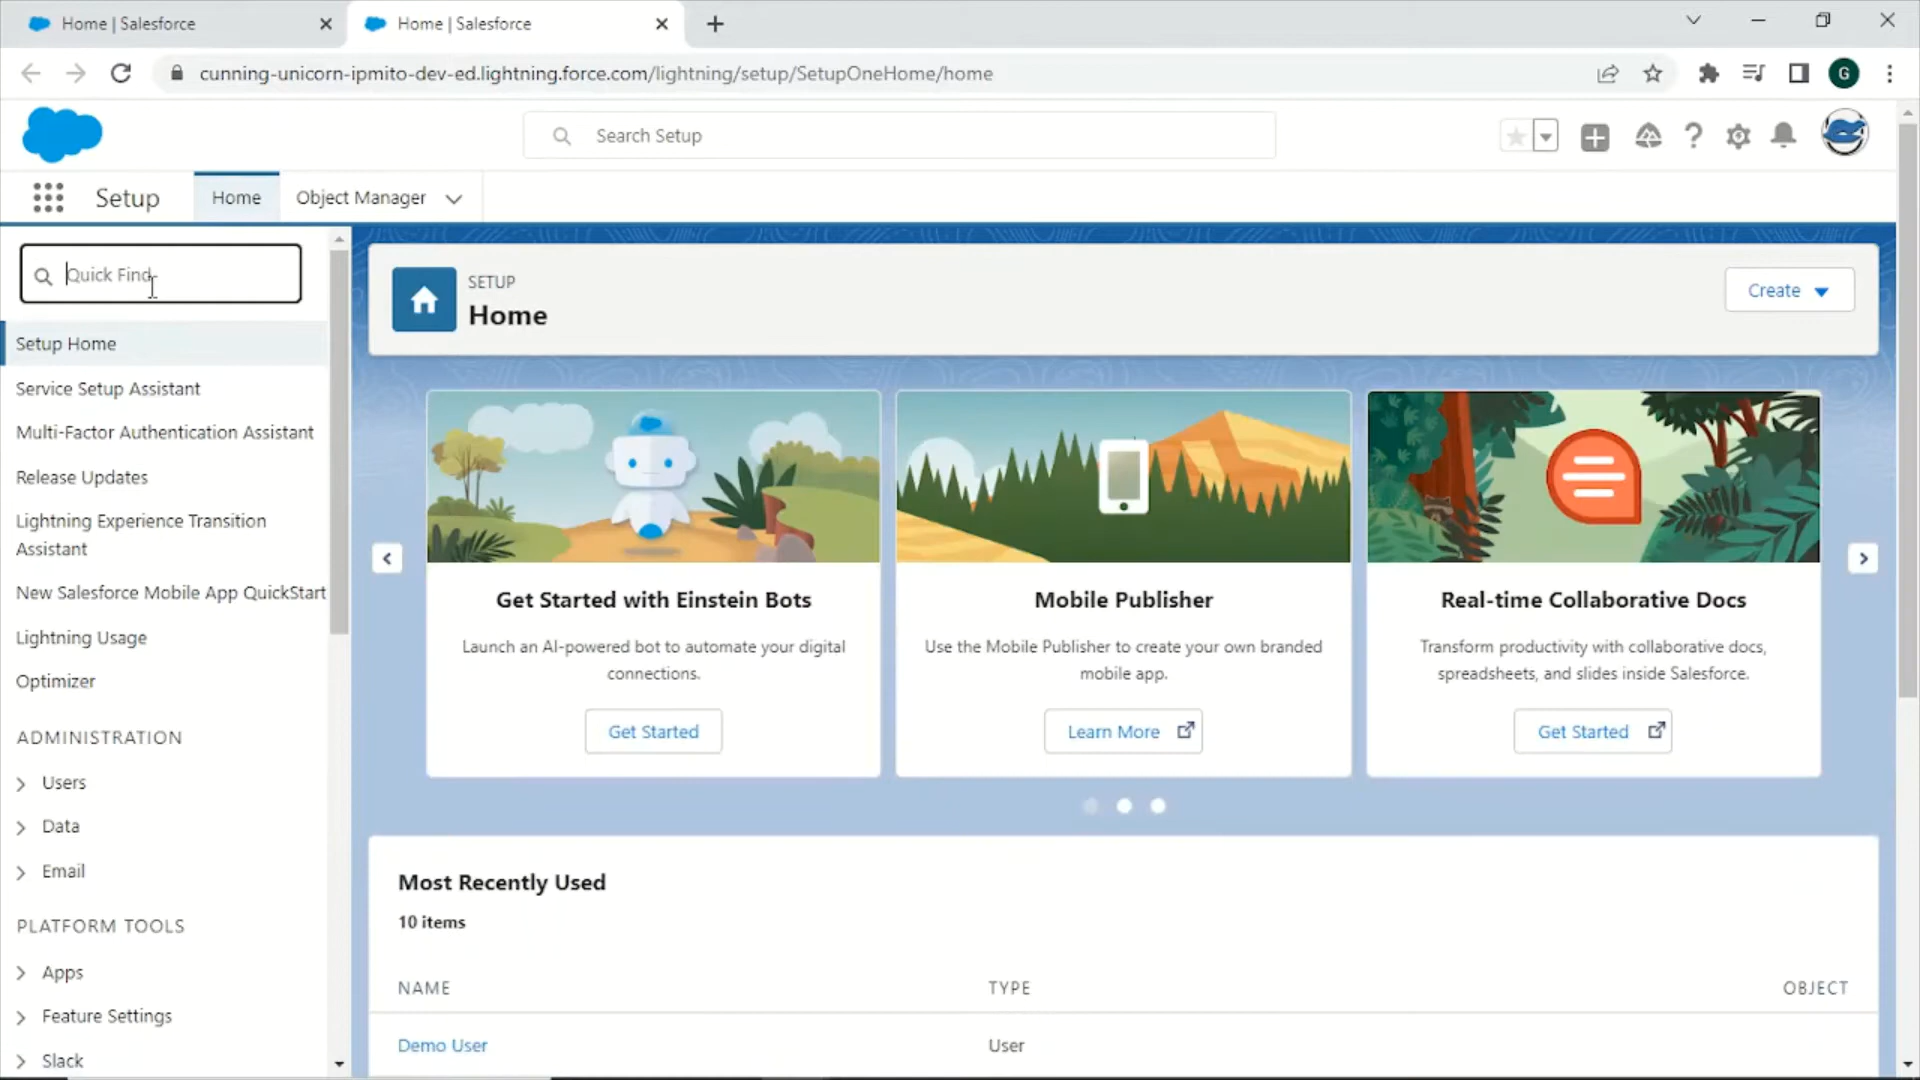 Home | Salesforce
Home | Salesforce
cunning-unicorn-ipmito-dev-ed.lightning.force.com/lightning/setup/SetupOneHome/home
G
Search Setup
Setup
Home
Object Manager
Quick Find
Setup Home
Service Setup Assistant
Multi-Factor Authentication Assistant
Release Updates
Lightning Experience Transition
Assistant
New Salesforce Mobile App QuickStart
Lightning Usage
Optimizer
ADMINISTRATION
Users
Data
Email
PLATFORM TOOLS
Apps
Feature Settings
Slack
SETUP
Home
Create
Get Started with Einstein Bots
Launch an AI-powered bot to automate your digital
connections.
Get Started
Mobile Publisher
Use the Mobile Publisher to create your own branded
mobile app.
Learn More
Real-time Collaborative Docs
Transform productivity with collaborative docs,
spreadsheets, and slides inside Salesforce.
Get Started
Most Recently Used
10 items
NAME TYPE OBJECT
Demo User User